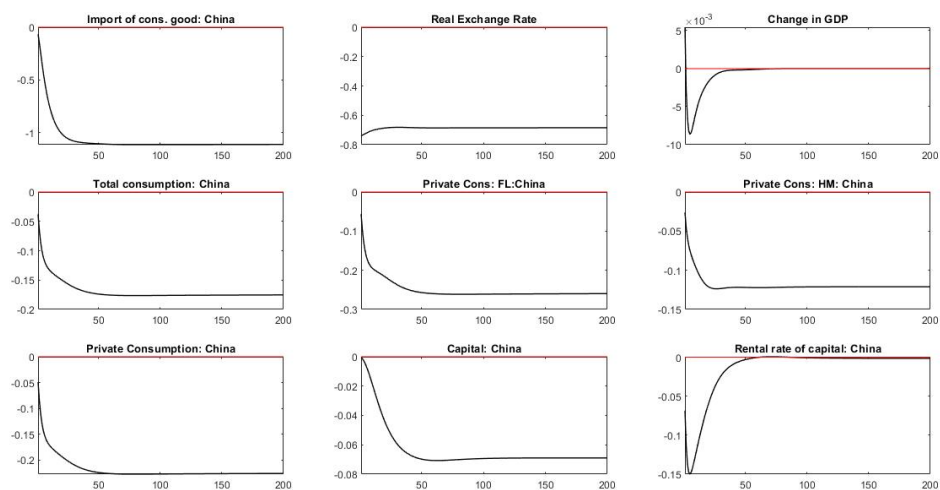 Import of cons. good: China
0
-0.5
-1
50 100 150 200
Real Exchange Rate
0
-0.2
-0.4
-0.6
-0.8
50 100 150 200
Change in GDP
×10⁻³
5
0
-5
-10
50 100 150 200
Total consumption: China
0
-0.05
-0.1
-0.15
-0.2
50 100 150 200
Private Cons: FL:China
0
-0.1
-0.2
-0.3
50 100 150 200
Private Cons: HM: China
0
-0.05
-0.1
-0.15
50 100 150 200
Private Consumption: China
0
-0.05
-0.1
-0.15
-0.2
50 100 150 200
Capital: China
0
-0.02
-0.04
-0.06
-0.08
50 100 150 200
Rental rate of capital: China
0
-0.05
-0.1
-0.15
50 100 150 200